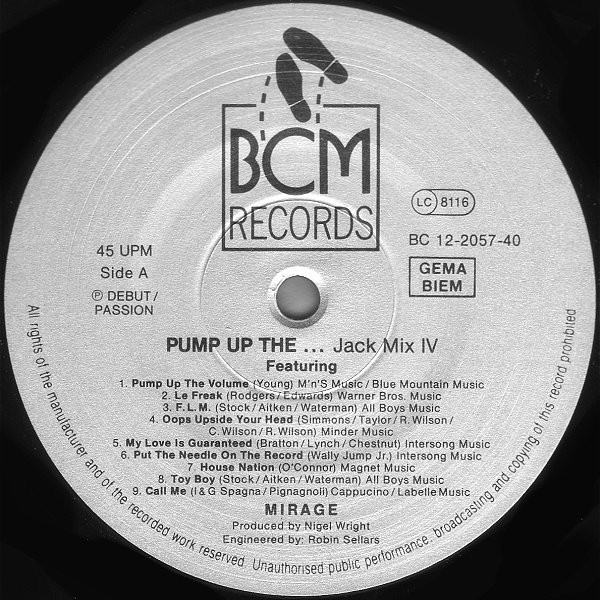 BCM
RECORDS
LC 8116
45 UPM
BC 12-2057-40
Side A
GEMA
BIEM
Ⓟ DEBUT/
PASSION
PUMP UP THE ... Jack Mix IV
Featuring
1. Pump Up The Volume (Young) M'n'S Music / Blue Mountain Music
2. Le Freak (Rodgers / Edwards) Warner Bros. Music
3. F.L.M. (Stock / Aitken / Waterman) All Boys Music
4. Oops Upside Your Head (Simmons / Taylor / R. Wilson /
C. Wilson / R. Wilson) Minder Music
5. My Love Is Guaranteed (Bratton / Lynch / Chestnut) Intersong Music
6. Put The Needle On The Record (Wally Jump Jr.) Intersong Music
7. House Nation (O'Connor) Magnet Music
8. Toy Boy (Stock / Aitken / Waterman) All Boys Music
9. Call Me (I & G Spagna / Pignagnoli) Cappucino / Labelle Music
MIRAGE
Produced by Nigel Wright
Engineered by: Robin Sellars
All rights of the manufacturer and of the recorded work reserved. Unauthorised public performance, broadcasting and copying of this record prohibited